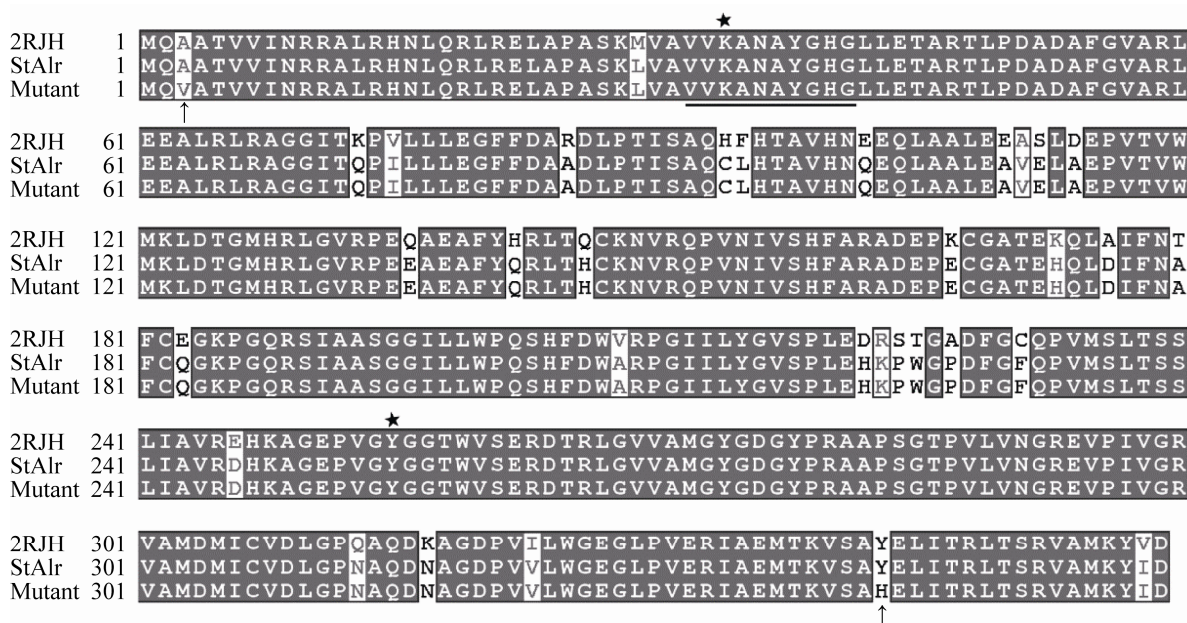 2RJH 1 MQAATVVINRRALRHNLQRLRELAPASKMVAVVKANAYGHGLLETARTLPDADAFGVARL
StAlr 1 MQAATVVINRRALRHNLQRLRELAPASKLVAVVKANAYGHGLLETARTLPDADAFGVARL
Mutant 1 MQVATVVINRRALRHNLQRLRELAPASKLVAVVKANAYGHGLLETARTLPDADAFGVARL
2RJH 61 EEALRLRAGGITKPVLLLEGFFDARDLPTISAQHFHTAVHNEEQLAALEEASLDEPVTVW
StAlr 61 EEALRLRAGGITQPILLLEGFFDAADLPTISAQCLHTAVHNQEQLAALEAVELAEPVTVW
Mutant 61 EEALRLRAGGITQPILLLEGFFDAADLPTISAQCLHTAVHNQEQLAALEAVELAEPVTVW
2RJH 121 MKLDTGMHRLGVRPEQAEAFYHRLTQCKNVRQPVNIVSHFARADEPKCGATEKQLAIFNT
StAlr 121 MKLDTGMHRLGVRPEEAEAFYQRLTHCKNVRQPVNIVSHFARADEPECGATEHQLDIFNA
Mutant 121 MKLDTGMHRLGVRPEEAEAFYQRLTHCKNVRQPVNIVSHFARADEPECGATEHQLDIFNA
2RJH 181 FCEGKPGQRSIAASGGILLWPQSHFDWVRPGIILYGVSPLEDRSTGADFGCQPVMSLTSS
StAlr 181 FCQGKPGQRSIAASGGILLWPQSHFDWARPGIILYGVSPLEHKPWGPDFGFQPVMSLTSS
Mutant 181 FCQGKPGQRSIAASGGILLWPQSHFDWARPGIILYGVSPLEHKPWGPDFGFQPVMSLTSS
2RJH 241 LIAVREHKAGEPVGYGGTWVSERDTRLGVVAMGYGDGYPRAAPSGTPVLVNGREVPIVGR
StAlr 241 LIAVRDHKAGEPVGYGGTWVSERDTRLGVVAMGYGDGYPRAAPSGTPVLVNGREVPIVGR
Mutant 241 LIAVRDHKAGEPVGYGGTWVSERDTRLGVVAMGYGDGYPRAAPSGTPVLVNGREVPIVGR
2RJH 301 VAMDMICVDLGPQAQDKAGDPVILWGEGLPVERIAEMTKVSAYELITRLTSRVAMKYVD
StAlr 301 VAMDMICVDLGPNAQDNAGDPVVLWGEGLPVERIAEMTKVSAYELITRLTSRVAMKYID
Mutant 301 VAMDMICVDLGPNAQDNAGDPVVLWGEGLPVERIAEMTKVSAHELITRLTSRVAMKYID